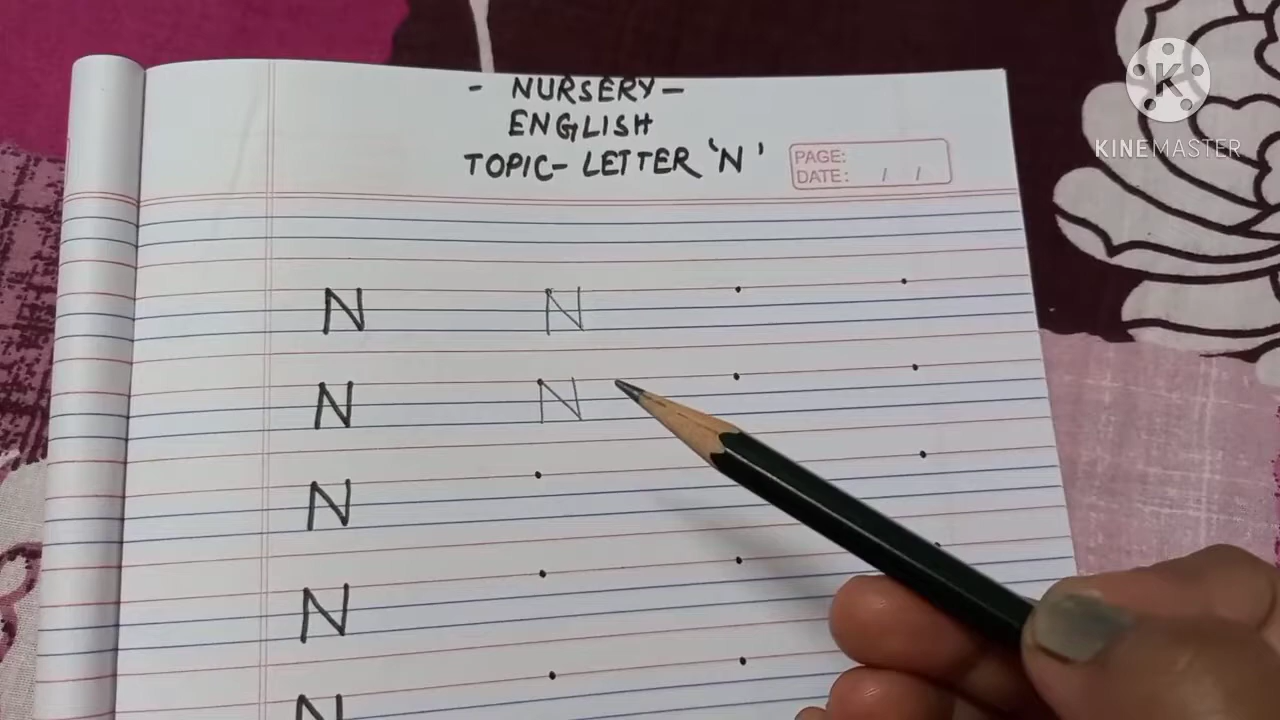 - NURSERY -
ENGLISH
TOPIC- LETTER 'N'
PAGE:
DATE: / /
K
KINEMASTER
N N
N N
N
N
N